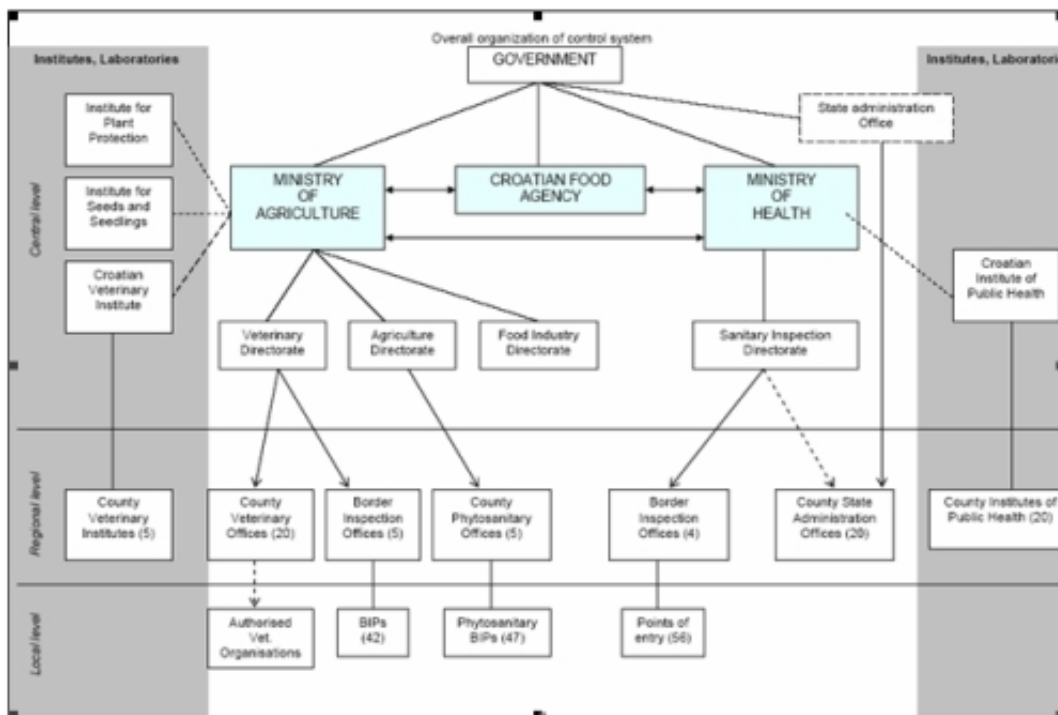 Overall organization of control system
GOVERNMENT
Institutes, Laboratories
Institutes, Laboratori
Institute for
Plant
Protection
State administration
Office
Central level
MINISTRY
OF
AGRICULTURE
CROATIAN FOOD
AGENCY
MINISTRY
OF
HEALTH
Institute for
Seeds and
Seedlings
Croatian
Veterinary
Institute
Croatian
Institute of
Public Health
Veterinary
Directorate
Agriculture
Directorate
Food Industry
Directorate
Sanitary Inspection
Directorate
Regional level
County
Veterinary
Institutes (5)
County
Veterinary
Offices (20)
Border
Inspection
Offices (5)
County
Phytosanitary
Offices (5)
Border
Inspection
Offices (4)
County State
Administration
Offices (20)
County Institutes of
Public Health (20)
Local level
Authorised
Vet.
Organisations
BIPs
(42)
Phytosanitary
BIPs (47)
Points of
entry (56)